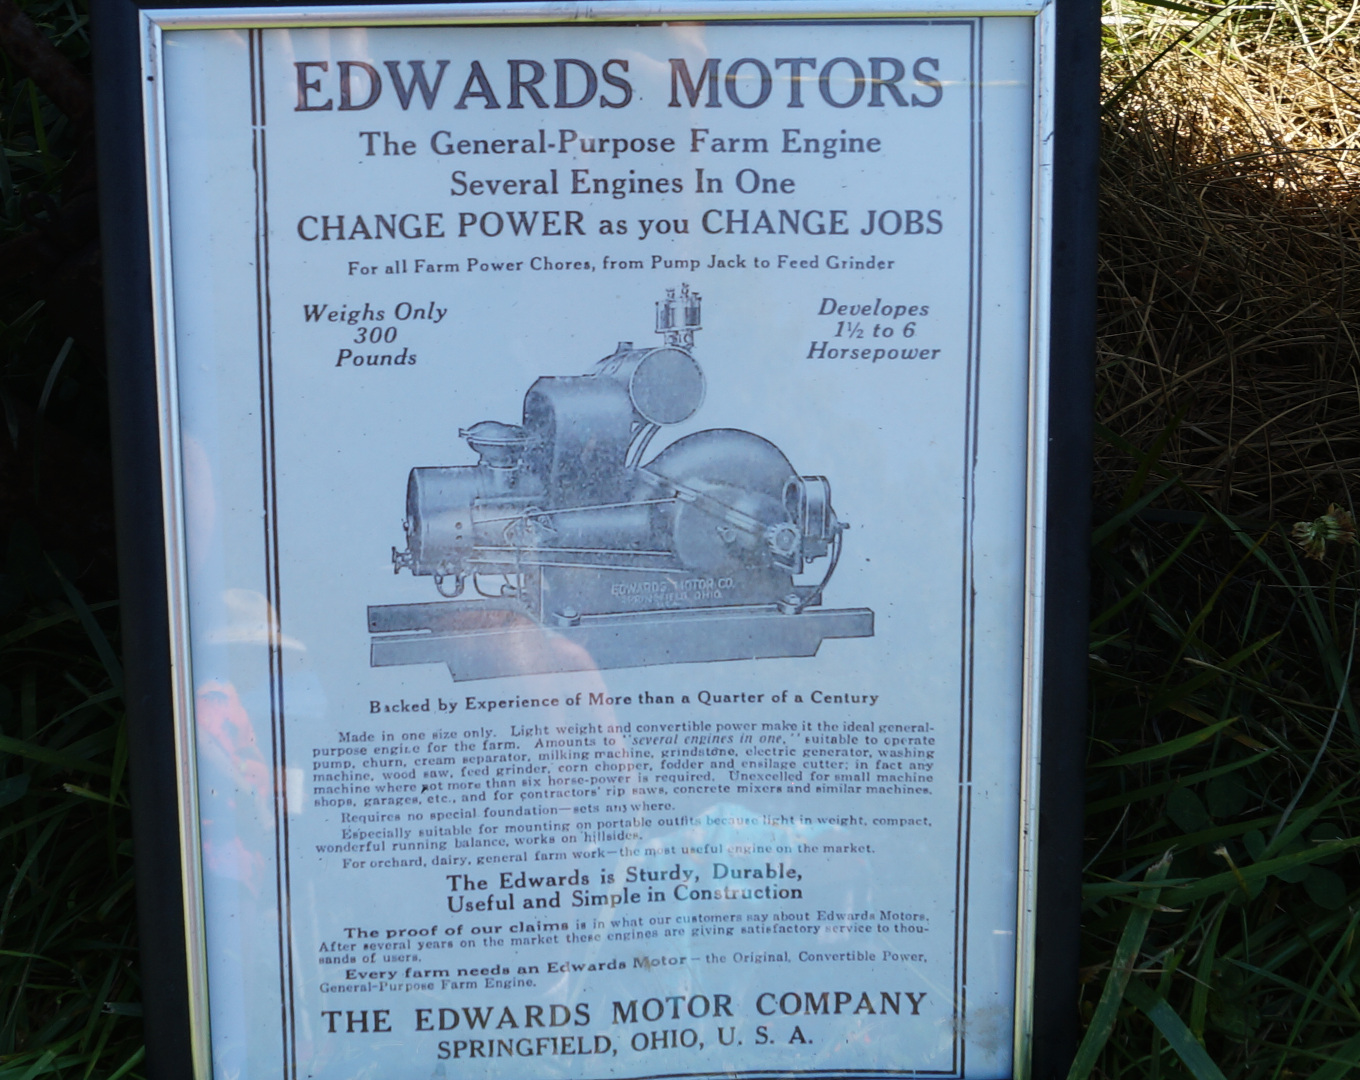 EDWARDS MOTORS
The General-Purpose Farm Engine
Several Engines In One
CHANGE POWER as you CHANGE JOBS
For all Farm Power Chores, from Pump Jack to Feed Grinder
Weighs Only
300
Pounds
Developes
1½ to 6
Horsepower
EDWARDS MOTOR CO.
SPRINGFIELD, OHIO.
Backed by Experience of More than a Quarter of a Century
Made in one size only. Light weight and convertible power make it the ideal general-
purpose engine for the farm. Amounts to "several engines in one," suitable to operate
pump, churn, cream separator, milking machine, grindstone, electric generator, washing
machine, wood saw, feed grinder, corn chopper, fodder and ensilage cutter; in fact any
machine where not more than six horse-power is required. Unexcelled for small machine
shops, garages, etc., and for contractors' rip saws, concrete mixers and similar machines.
Requires no special foundation—sets anywhere.
Especially suitable for mounting on portable outfits because light in weight, compact,
wonderful running balance, works on hillsides.
For orchard, dairy, general farm work—the most useful engine on the market.
The Edwards is Sturdy, Durable,
Useful and Simple in Construction
The proof of our claims is in what our customers say about Edwards Motors.
After several years on the market these engines are giving satisfactory service to thou-
sands of users.
Every farm needs an Edwards Motor — the Original, Convertible Power,
General-Purpose Farm Engine.
THE EDWARDS MOTOR COMPANY
SPRINGFIELD, OHIO, U. S. A.